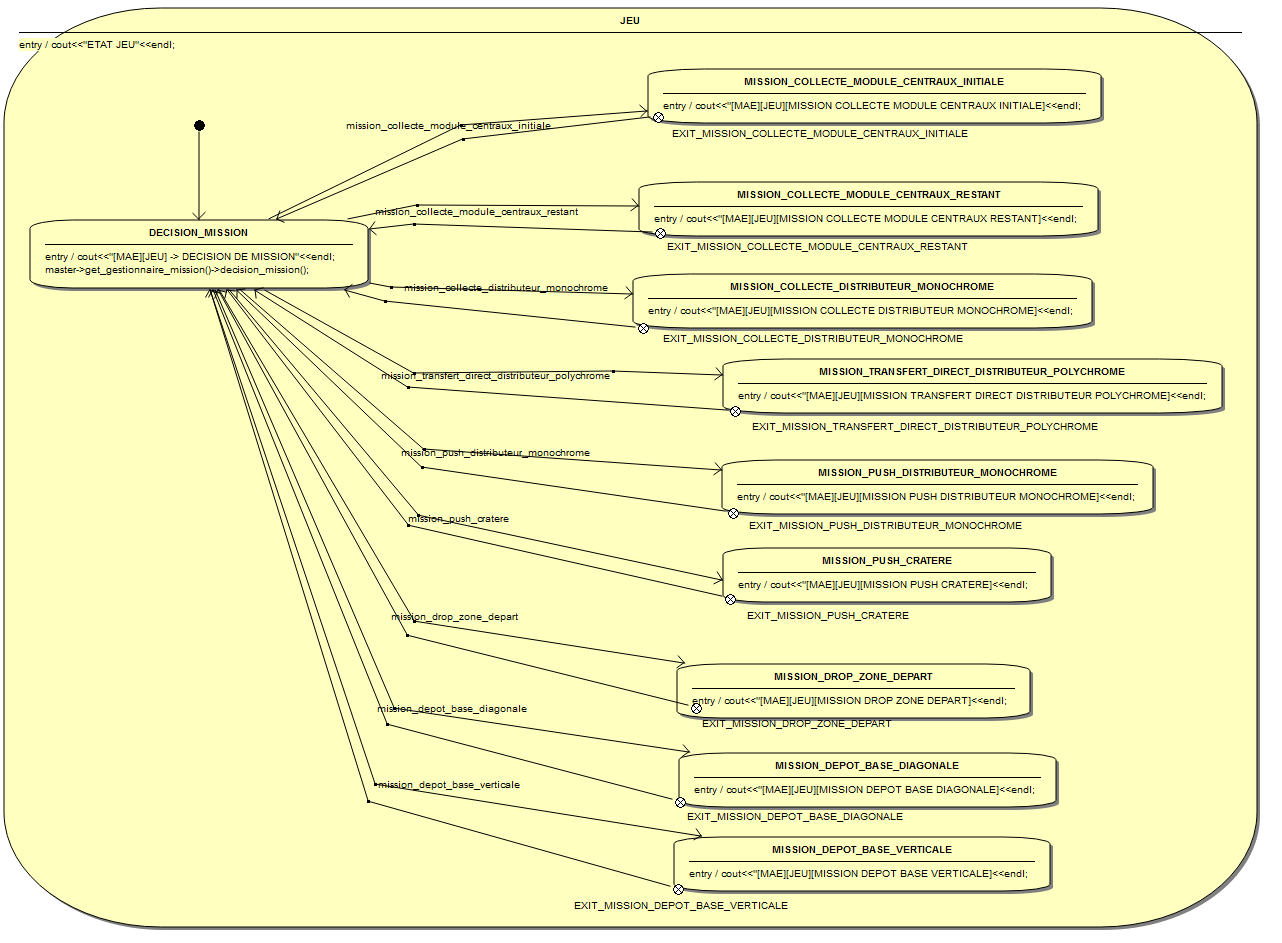 JEU
entry / cout<<"ETAT JEU"<<endl;
MISSION_COLLECTE_MODULE_CENTRAUX_INITIALE
entry / cout<<"[MAE][JEU][MISSION COLLECTE MODULE CENTRAUX INITIALE]<<endl;
mission_collecte_module_centraux_initiale
EXIT_MISSION_COLLECTE_MODULE_CENTRAUX_INITIALE
MISSION_COLLECTE_MODULE_CENTRAUX_RESTANT
mission_collecte_module_centraux_restant
entry / cout<<"[MAE][JEU][MISSION COLLECTE MODULE CENTRAUX RESTANT]<<endl;
EXIT_MISSION_COLLECTE_MODULE_CENTRAUX_RESTANT
DECISION_MISSION
entry / cout<<"[MAE][JEU] -> DECISION DE MISSION"<<endl;
master->get_gestionnaire_mission()->decision_mission();
mission_collecte_distributeur_monochrome
MISSION_COLLECTE_DISTRIBUTEUR_MONOCHROME
entry / cout<<"[MAE][JEU][MISSION COLLECTE DISTRIBUTEUR MONOCHROME]<<endl;
EXIT_MISSION_COLLECTE_DISTRIBUTEUR_MONOCHROME
mission_transfert_direct_distributeur_polychrome
MISSION_TRANSFERT_DIRECT_DISTRIBUTEUR_POLYCHROME
entry / cout<<"[MAE][JEU][MISSION TRANSFERT DIRECT DISTRIBUTEUR POLYCHROME]<<endl;
EXIT_MISSION_TRANSFERT_DIRECT_DISTRIBUTEUR_POLYCHROME
mission_push_distributeur_monochrome
MISSION_PUSH_DISTRIBUTEUR_MONOCHROME
entry / cout<<"[MAE][JEU][MISSION PUSH DISTRIBUTEUR MONOCHROME]<<endl;
EXIT_MISSION_PUSH_DISTRIBUTEUR_MONOCHROME
mission_push_cratere
MISSION_PUSH_CRATERE
entry / cout<<"[MAE][JEU][MISSION PUSH CRATERE]<<endl;
EXIT_MISSION_PUSH_CRATERE
mission_drop_zone_depart
MISSION_DROP_ZONE_DEPART
entry / cout<<"[MAE][JEU][MISSION DROP ZONE DEPART]<<endl;
EXIT_MISSION_DROP_ZONE_DEPART
mission_depot_base_diagonale
MISSION_DEPOT_BASE_DIAGONALE
entry / cout<<"[MAE][JEU][MISSION DEPOT BASE DIAGONALE]<<endl;
EXIT_MISSION_DEPOT_BASE_DIAGONALE
mission_depot_base_verticale
MISSION_DEPOT_BASE_VERTICALE
entry / cout<<"[MAE][JEU][MISSION DEPOT BASE VERTICALE]<<endl;
EXIT_MISSION_DEPOT_BASE_VERTICALE